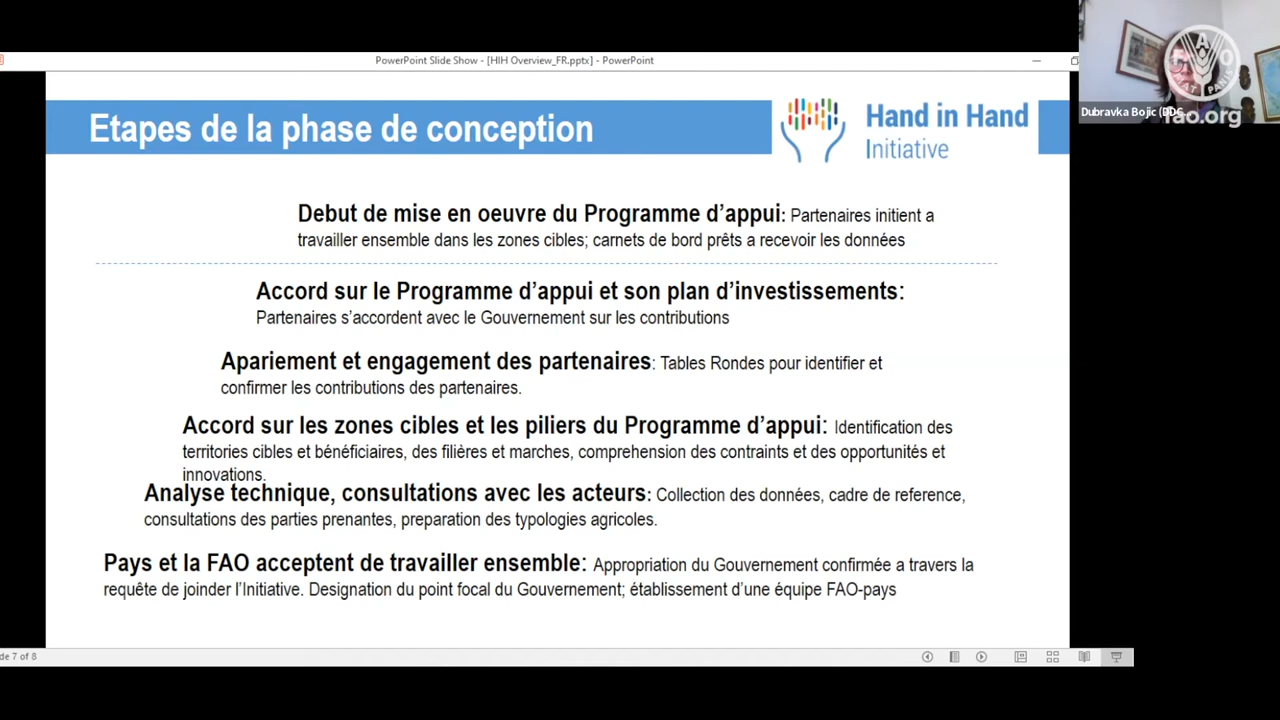 PowerPoint Slide Show - [HIH Overview_FR.pptx] - PowerPoint
Etapes de la phase de conception
Hand in Hand
Initiative
Debut de mise en oeuvre du Programme d'appui: Partenaires initient a
travailler ensemble dans les zones cibles; carnets de bord prêts a recevoir les données
Accord sur le Programme d'appui et son plan d'investissements:
Partenaires s'accordent avec le Gouvernement sur les contributions
Apariement et engagement des partenaires: Tables Rondes pour identifier et
confirmer les contributions des partenaires.
Accord sur les zones cibles et les piliers du Programme d'appui: Identification des
territories cibles et bénéficiaires, des filières et marches, comprehension des contraints et des opportunités et
innovations.
Analyse technique, consultations avec les acteurs: Collection des données, cadre de reference,
consultations des parties prenantes, preparation des typologies agricoles.
Pays et la FAO acceptent de travailler ensemble: Appropriation du Gouvernement confirmée a travers la
requête de joinder l'Initiative. Designation du point focal du Gouvernement; établissement d'une équipe FAO-pays
7 of 8
Dubravka Bojic
fao.org